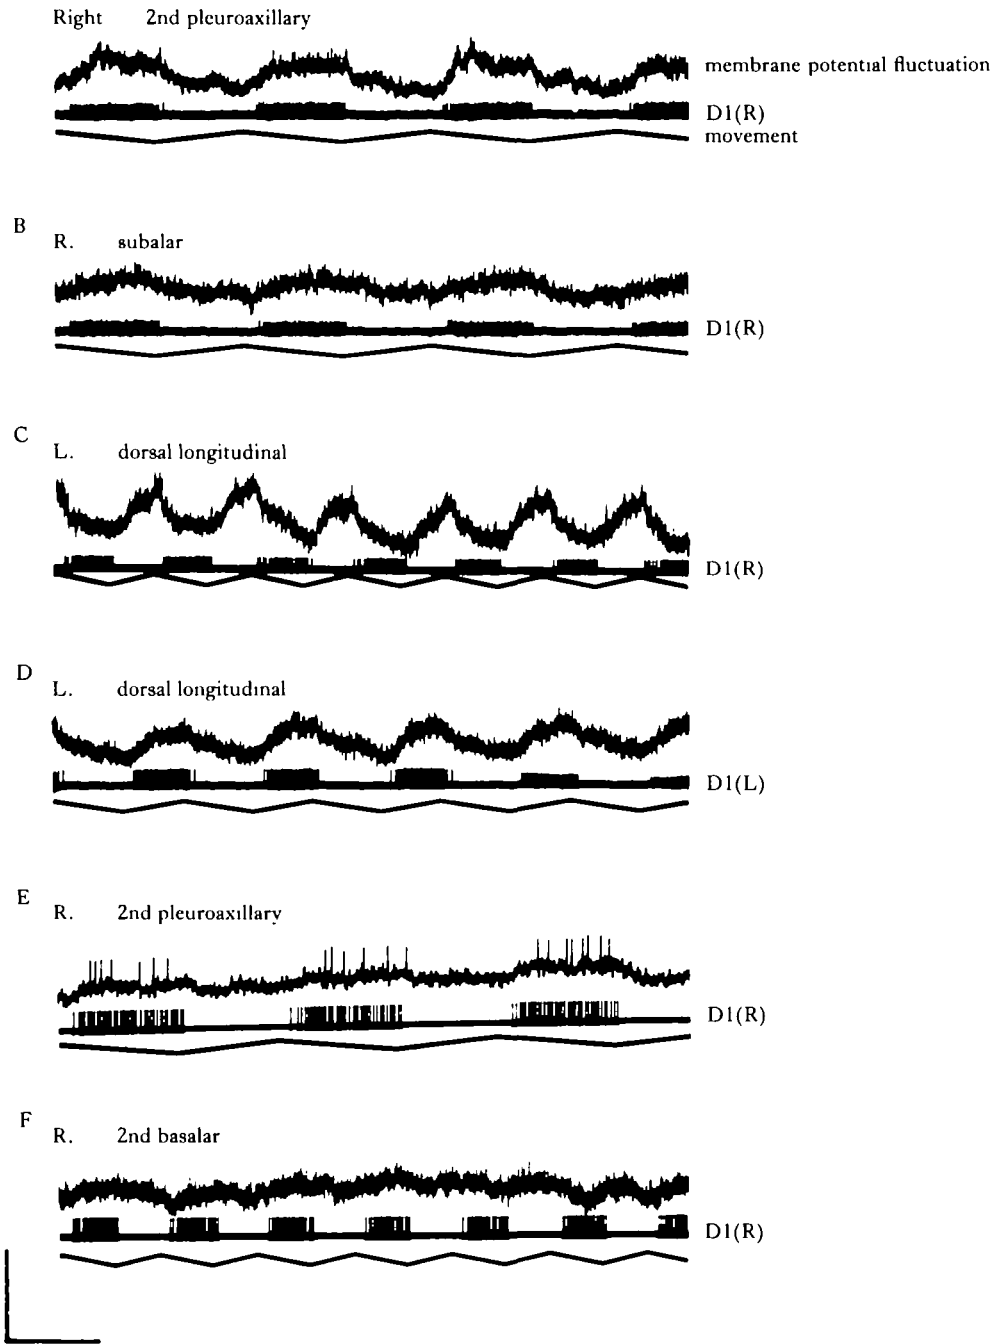 Right 2nd pleuroaxillary
membrane potential fluctuation
D1(R)
movement
B
R. subalar
D1(R)
C
L. dorsal longitudinal
D1(R)
D
L. dorsal longitudinal
D1(L)
E
R. 2nd pleuroaxillary
D1(R)
F
R. 2nd basalar
D1(R)